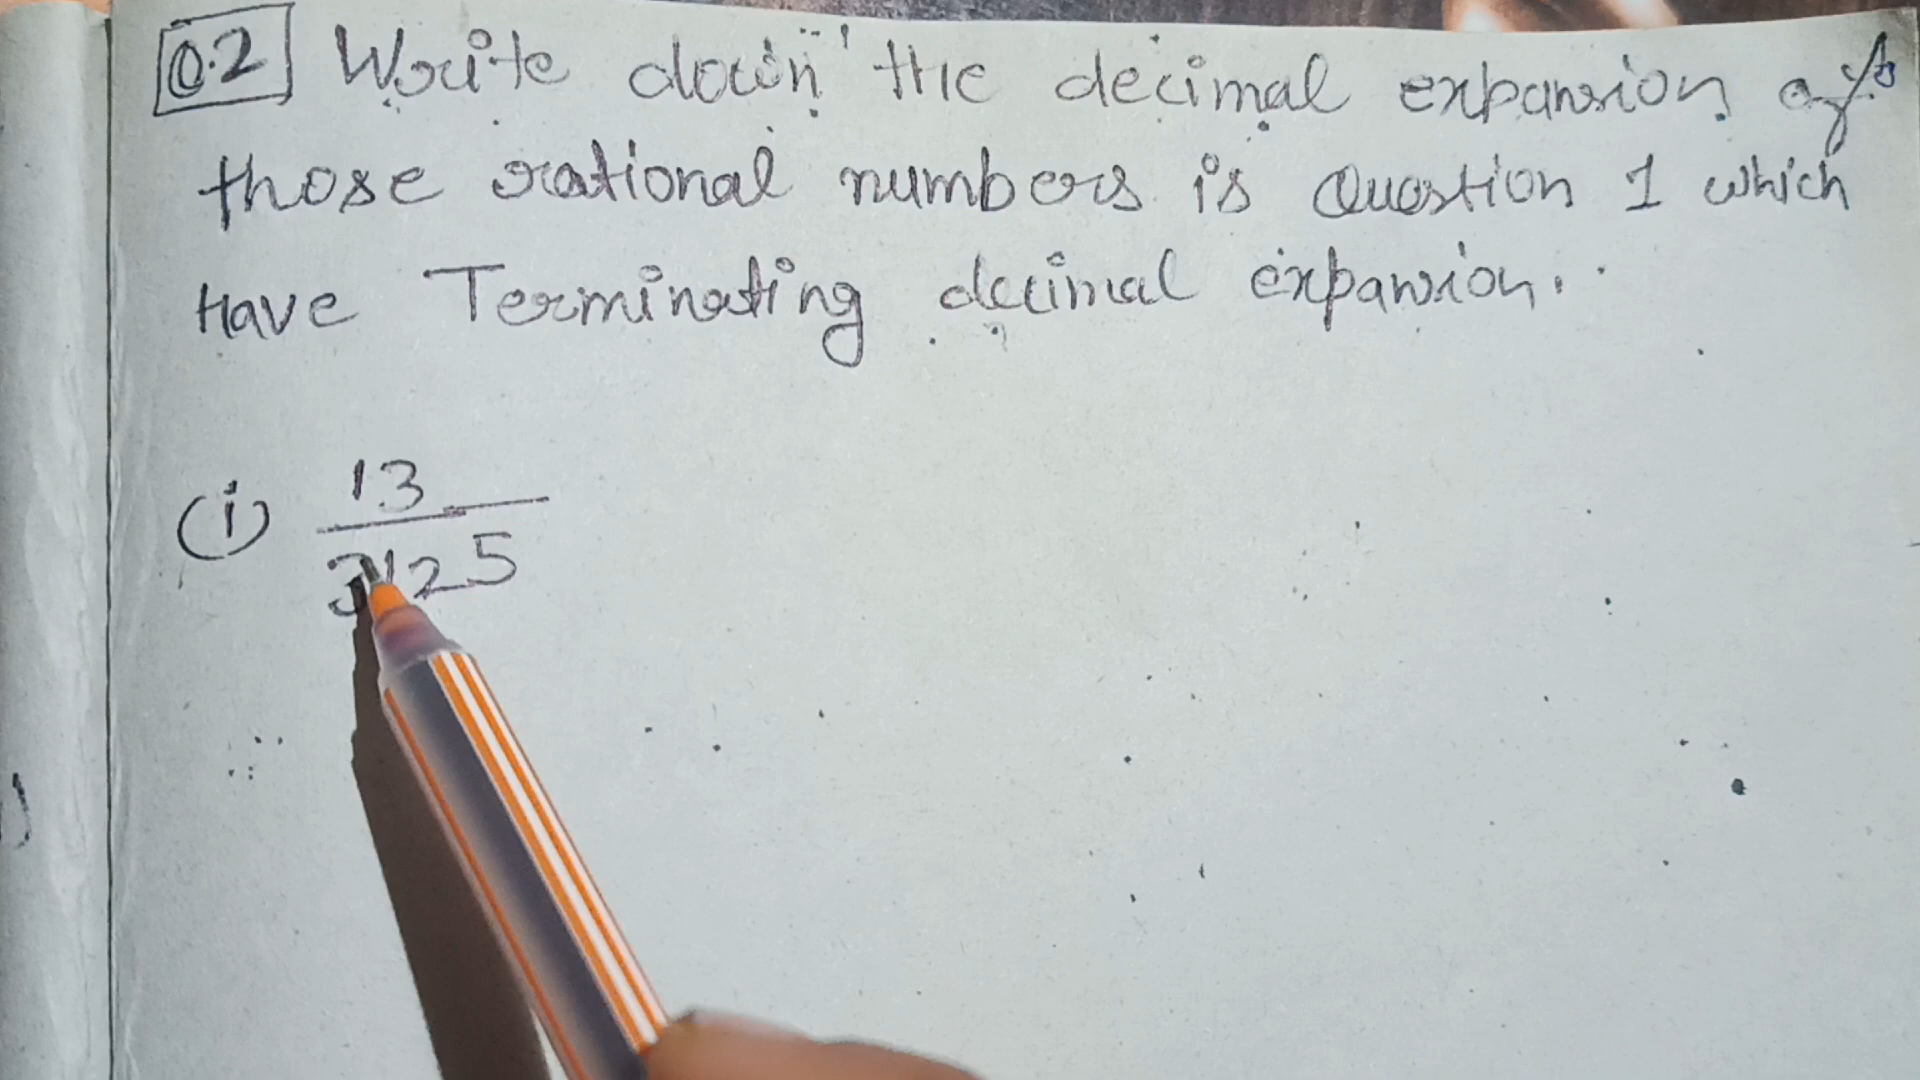 Q.2 Write down the decimal expansion of
those rational numbers is Question 1 which
Have Terminating decimal expansion.
(i) 13
3125